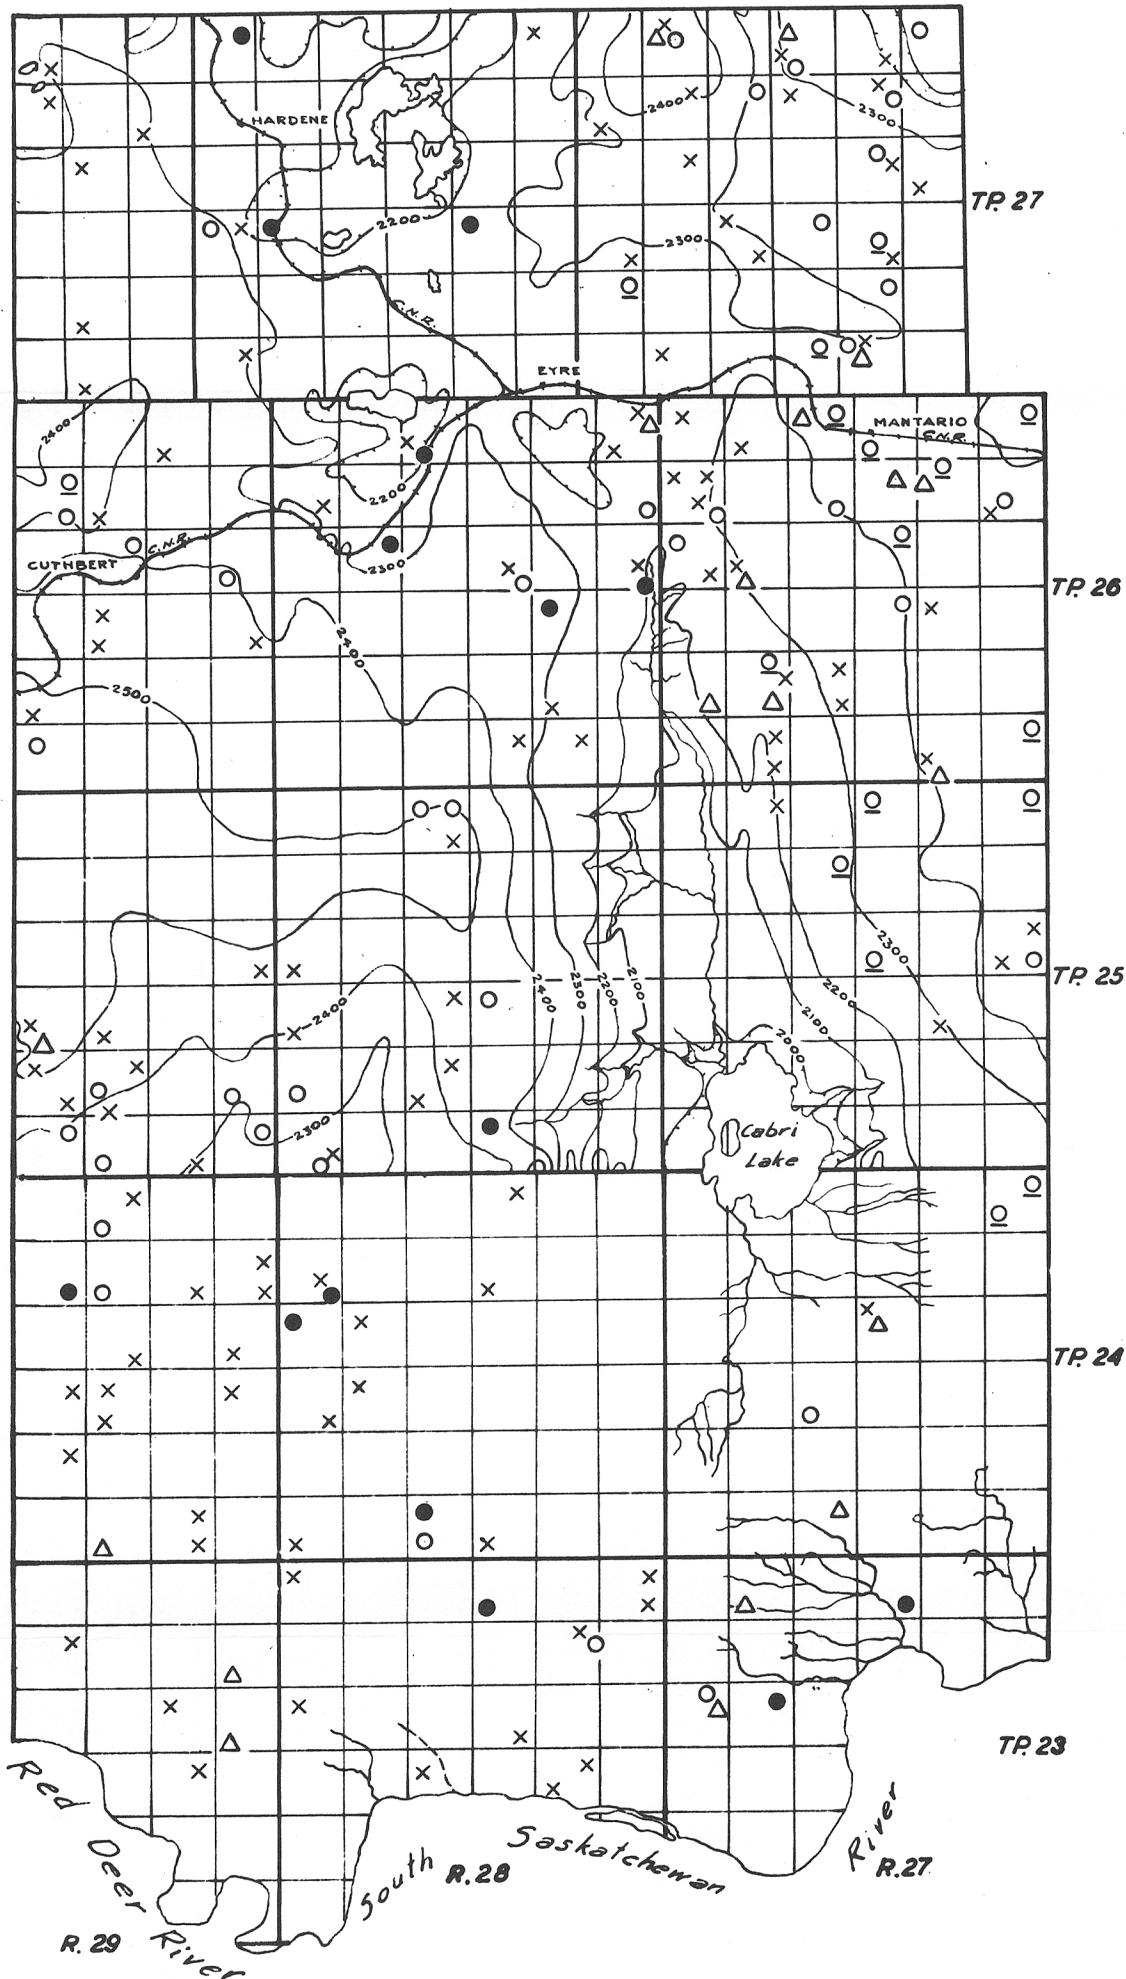 2400
2300
HARDENE
TP. 27
2200
2300
C.N.R.
EYRE
2400
MANTARIO
C.N.R.
2200
C.N.R.
CUTHBERT
2300
TP. 26
2400
2500
2300
TP. 25
2400
2300
2200
2100
2200
2400
2100
2000
2300
Cabri
Lake
TP. 24
TP. 23
Red Deer River
South Saskatchewan River
R. 28
R. 27
R. 29